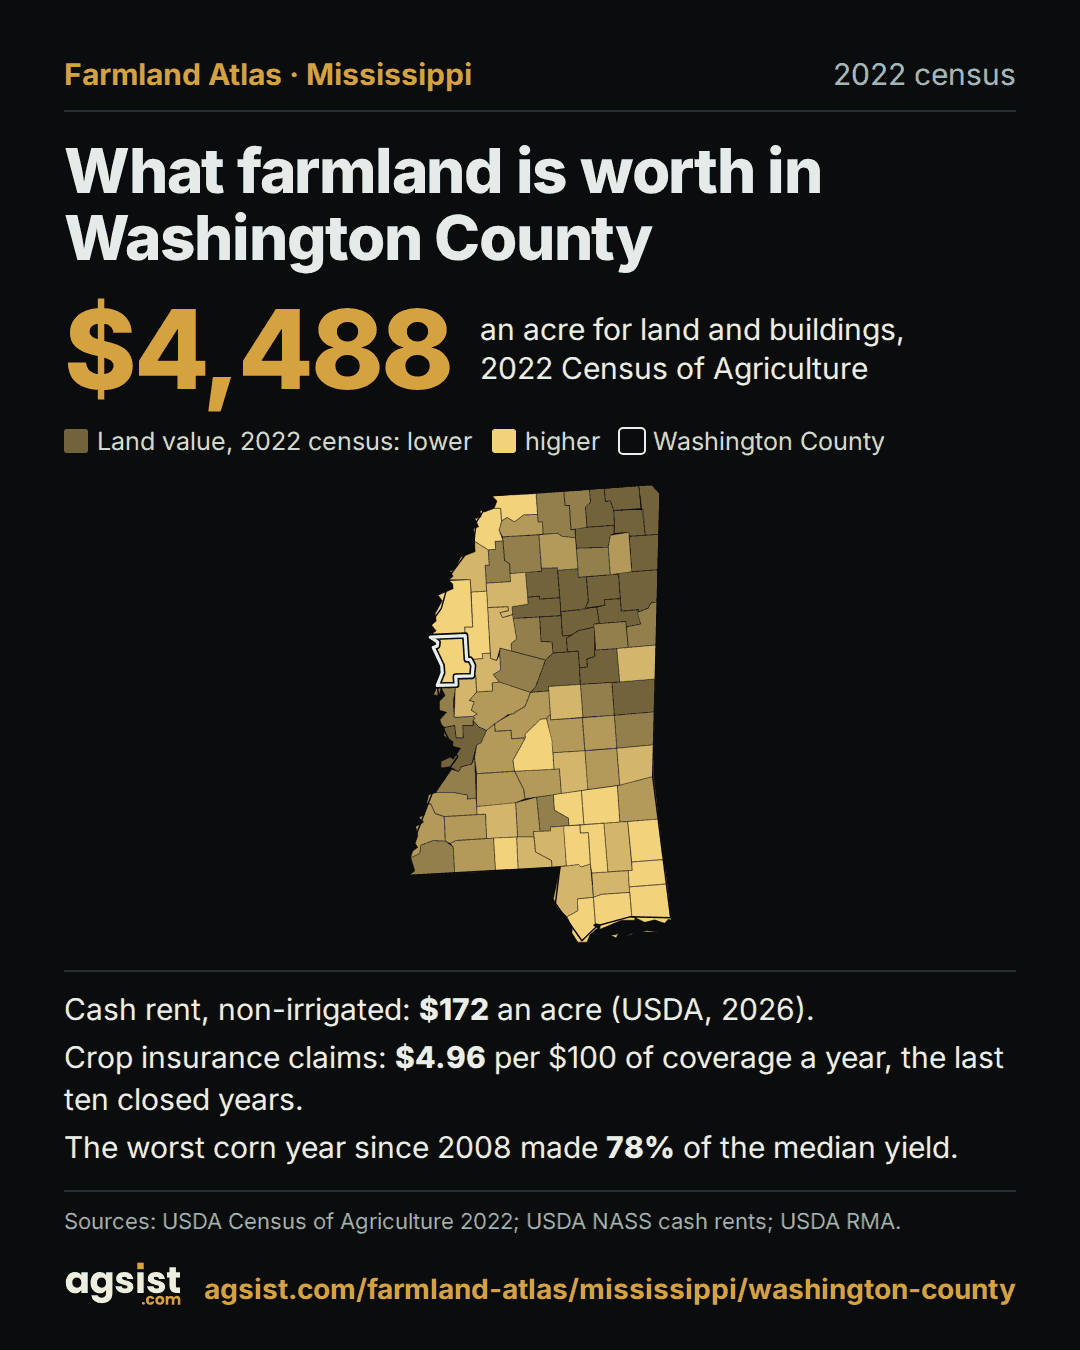 Farmland Atlas · Mississippi
2022 census
What farmland is worth in
Washington County
$4,488
an acre for land and buildings,
2022 Census of Agriculture
Land value, 2022 census: lower
higher
Washington County
Cash rent, non-irrigated: $172 an acre (USDA, 2026).
Crop insurance claims: $4.96 per $100 of coverage a year, the last
ten closed years.
The worst corn year since 2008 made 78% of the median yield.
Sources: USDA Census of Agriculture 2022; USDA NASS cash rents; USDA RMA.
agsist
.com
agsist.com/farmland-atlas/mississippi/washington-county